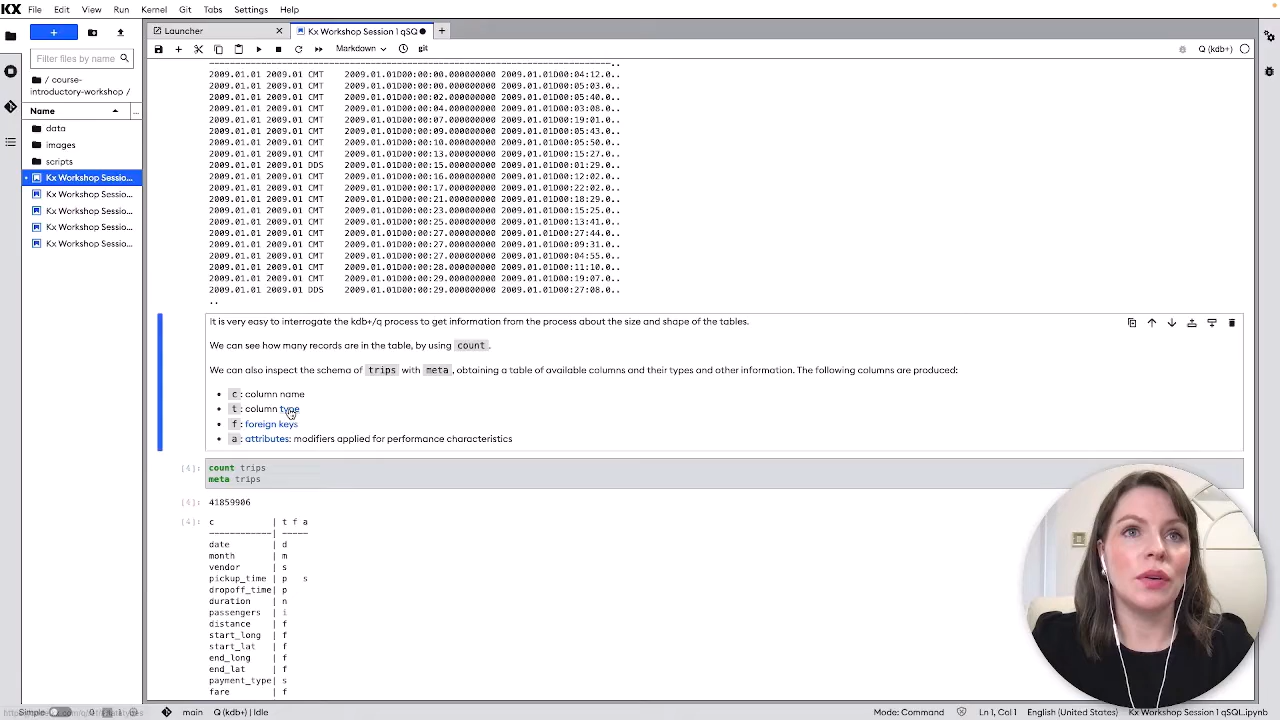 KX File Edit View Run Kernel Git Tabs Settings Help
Launcher
Kx Workshop Session 1 qSQ
Filter files by name
/ course-
introductory-workshop /
Name
data
images
scripts
Kx Workshop Sessio...
Kx Workshop Sessio...
Kx Workshop Sessio...
Kx Workshop Sessio...
Kx Workshop Sessio...
Markdown
git
Q (kdb+)
2009.01.01 2009.01 CMT 2009.01.01D00:00:00.000000000 2009.01.01D00:04:12.0..
2009.01.01 2009.01 CMT 2009.01.01D00:00:00.000000000 2009.01.01D00:05:03.0..
2009.01.01 2009.01 CMT 2009.01.01D00:00:02.000000000 2009.01.01D00:05:40.0..
2009.01.01 2009.01 CMT 2009.01.01D00:00:04.000000000 2009.01.01D00:03:08.0..
2009.01.01 2009.01 CMT 2009.01.01D00:00:07.000000000 2009.01.01D00:19:01.0..
2009.01.01 2009.01 CMT 2009.01.01D00:00:09.000000000 2009.01.01D00:05:43.0..
2009.01.01 2009.01 CMT 2009.01.01D00:00:10.000000000 2009.01.01D00:05:50.0..
2009.01.01 2009.01 CMT 2009.01.01D00:00:13.000000000 2009.01.01D00:15:27.0..
2009.01.01 2009.01 DDS 2009.01.01D00:00:15.000000000 2009.01.01D00:01:29.0..
2009.01.01 2009.01 CMT 2009.01.01D00:00:16.000000000 2009.01.01D00:12:02.0..
2009.01.01 2009.01 CMT 2009.01.01D00:00:17.000000000 2009.01.01D00:22:02.0..
2009.01.01 2009.01 CMT 2009.01.01D00:00:21.000000000 2009.01.01D00:18:29.0..
2009.01.01 2009.01 CMT 2009.01.01D00:00:23.000000000 2009.01.01D00:15:25.0..
2009.01.01 2009.01 CMT 2009.01.01D00:00:25.000000000 2009.01.01D00:13:41.0..
2009.01.01 2009.01 CMT 2009.01.01D00:00:27.000000000 2009.01.01D00:27:44.0..
2009.01.01 2009.01 CMT 2009.01.01D00:00:27.000000000 2009.01.01D00:09:31.0..
2009.01.01 2009.01 CMT 2009.01.01D00:00:27.000000000 2009.01.01D00:04:55.0..
2009.01.01 2009.01 CMT 2009.01.01D00:00:28.000000000 2009.01.01D00:11:10.0..
2009.01.01 2009.01 CMT 2009.01.01D00:00:29.000000000 2009.01.01D00:19:07.0..
2009.01.01 2009.01 DDS 2009.01.01D00:00:29.000000000 2009.01.01D00:27:08.0..
..
It is very easy to interrogate the kdb+/q process to get information from the process about the size and shape of the tables.
We can see how many records are in the table, by using count.
We can also inspect the schema of trips with meta, obtaining a table of available columns and their types and other information. The following columns are produced:
c: column name
t: column type
f: foreign keys
a: attributes: modifiers applied for performance characteristics
[4]: count trips
meta trips
[4]: 41859906
[4]: c | t f a
------------| -----
date | d
month | m
vendor | s
pickup_time | p s
dropoff_time| p
duration | n
passengers | i
distance | f
start_long | f
start_lat | f
end_long | f
end_lat | f
payment_type| s
fare | f
Simple 0 1 main Q (kdb+) | Idle Mode: Command Ln 1, Col 1 English (United States) Kx Workshop Session 1 qSQL.ipynb